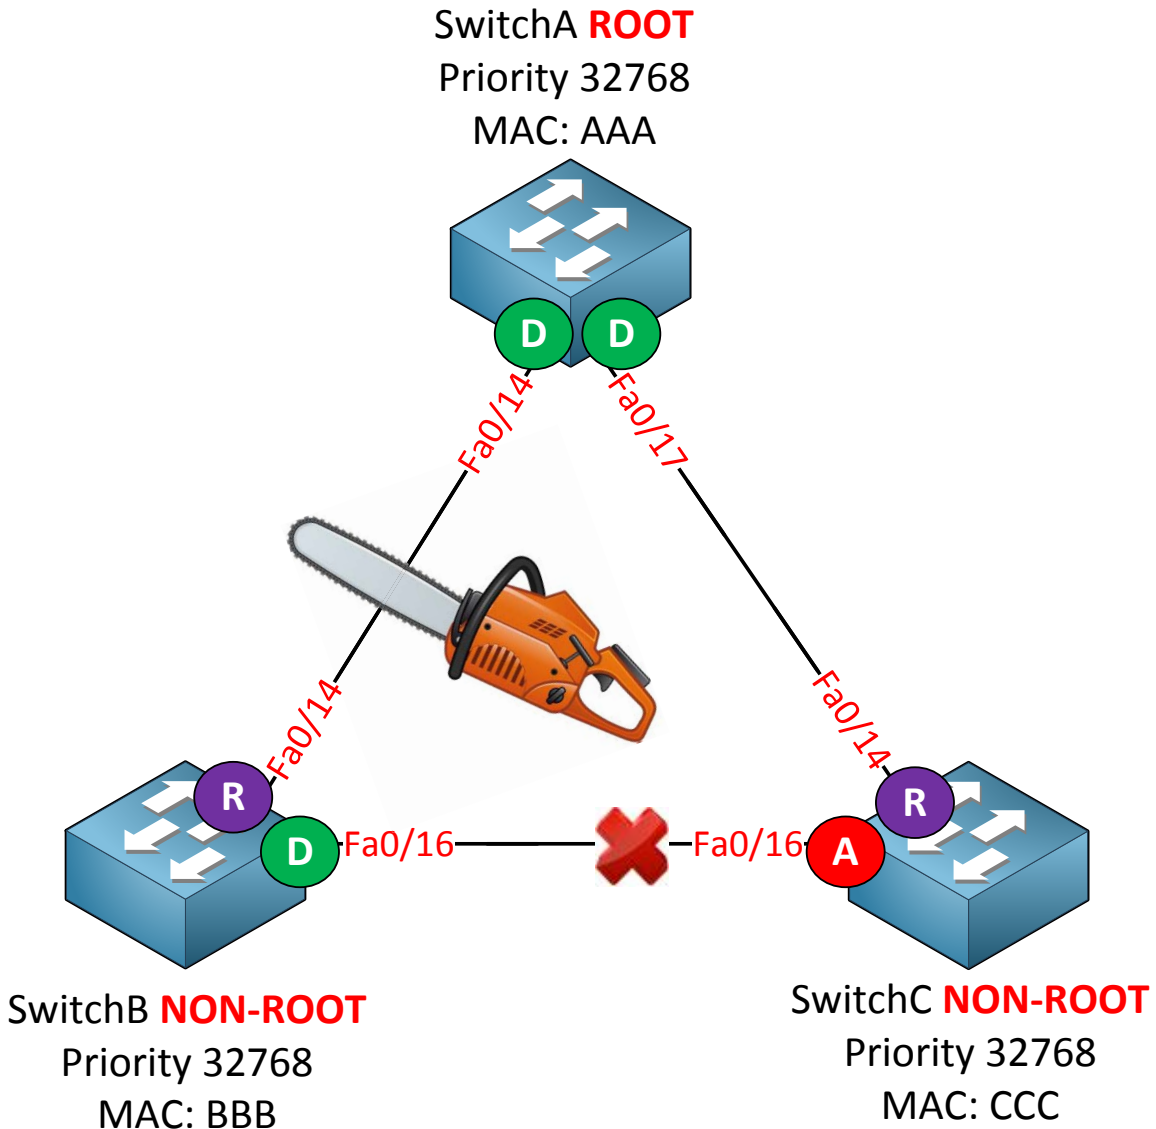 SwitchA ROOT
Priority 32768
MAC: AAA
D
D
Fa0/14
Fa0/17
Fa0/14
Fa0/14
R
R
D
Fa0/16
Fa0/16
A
SwitchB NON-ROOT
Priority 32768
MAC: BBB
SwitchC NON-ROOT
Priority 32768
MAC: CCC